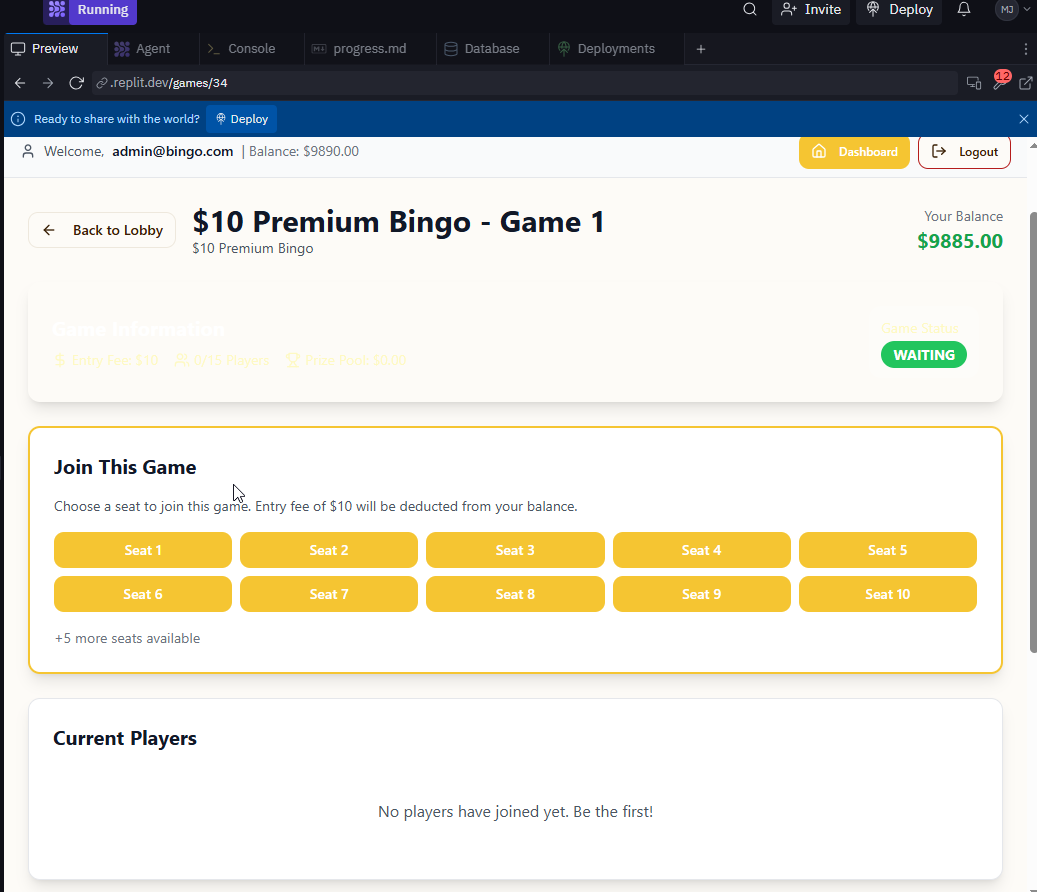 Running
Invite
Deploy
MJ
Preview
Agent
Console
progress.md
Database
Deployments
.replit.dev/games/34
12
Ready to share with the world?
Deploy
Welcome, admin@bingo.com | Balance: $9890.00
Dashboard
Logout
Back to Lobby
$10 Premium Bingo - Game 1
$10 Premium Bingo
Your Balance
$9885.00
Game Information
Entry Fee: $10
0/15 Players
Prize Pool: $0.00
Game Status
WAITING
Join This Game
Choose a seat to join this game. Entry fee of $10 will be deducted from your balance.
Seat 1
Seat 2
Seat 3
Seat 4
Seat 5
Seat 6
Seat 7
Seat 8
Seat 9
Seat 10
+5 more seats available
Current Players
No players have joined yet. Be the first!